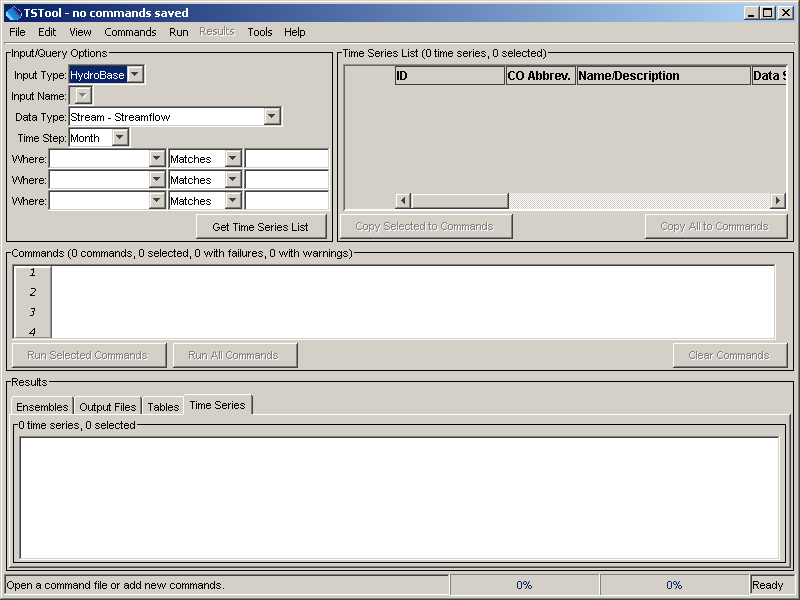 TSTool - no commands saved
File Edit View Commands Run Results Tools Help
Input/Query Options
Input Type: HydroBase
Input Name:
Data Type: Stream - Streamflow
Time Step: Month
Where: Matches
Where: Matches
Where: Matches
Get Time Series List
Time Series List (0 time series, 0 selected)
ID CO Abbrev. Name/Description Data S
Copy Selected to Commands Copy All to Commands
Commands (0 commands, 0 selected, 0 with failures, 0 with warnings)
1
2
3
4
Run Selected Commands Run All Commands Clear Commands
Results
Ensembles Output Files Tables Time Series
0 time series, 0 selected
Open a command file or add new commands. 0% 0% Ready